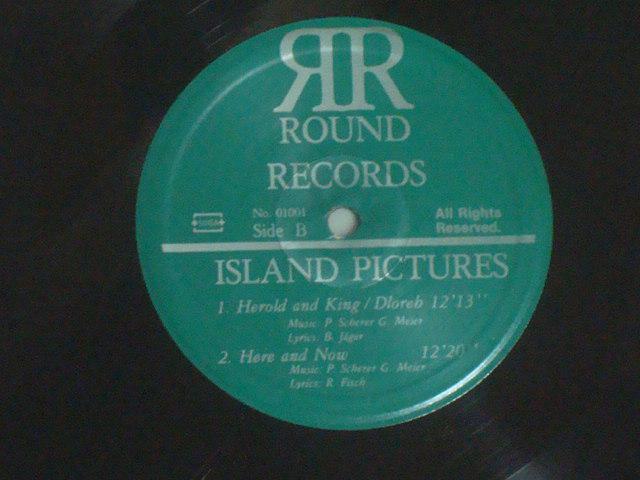 RR
ROUND
RECORDS
No. 01001
Side B
All Rights
Reserved.
ISLAND PICTURES
1. Herold and King / Dloreh 12'13''
Music: P. Scherer G. Meier
Lyrics: B. Jäger
2. Here and Now 12'20''
Music: P. Scherer G. Meier
Lyrics: R. Fisch